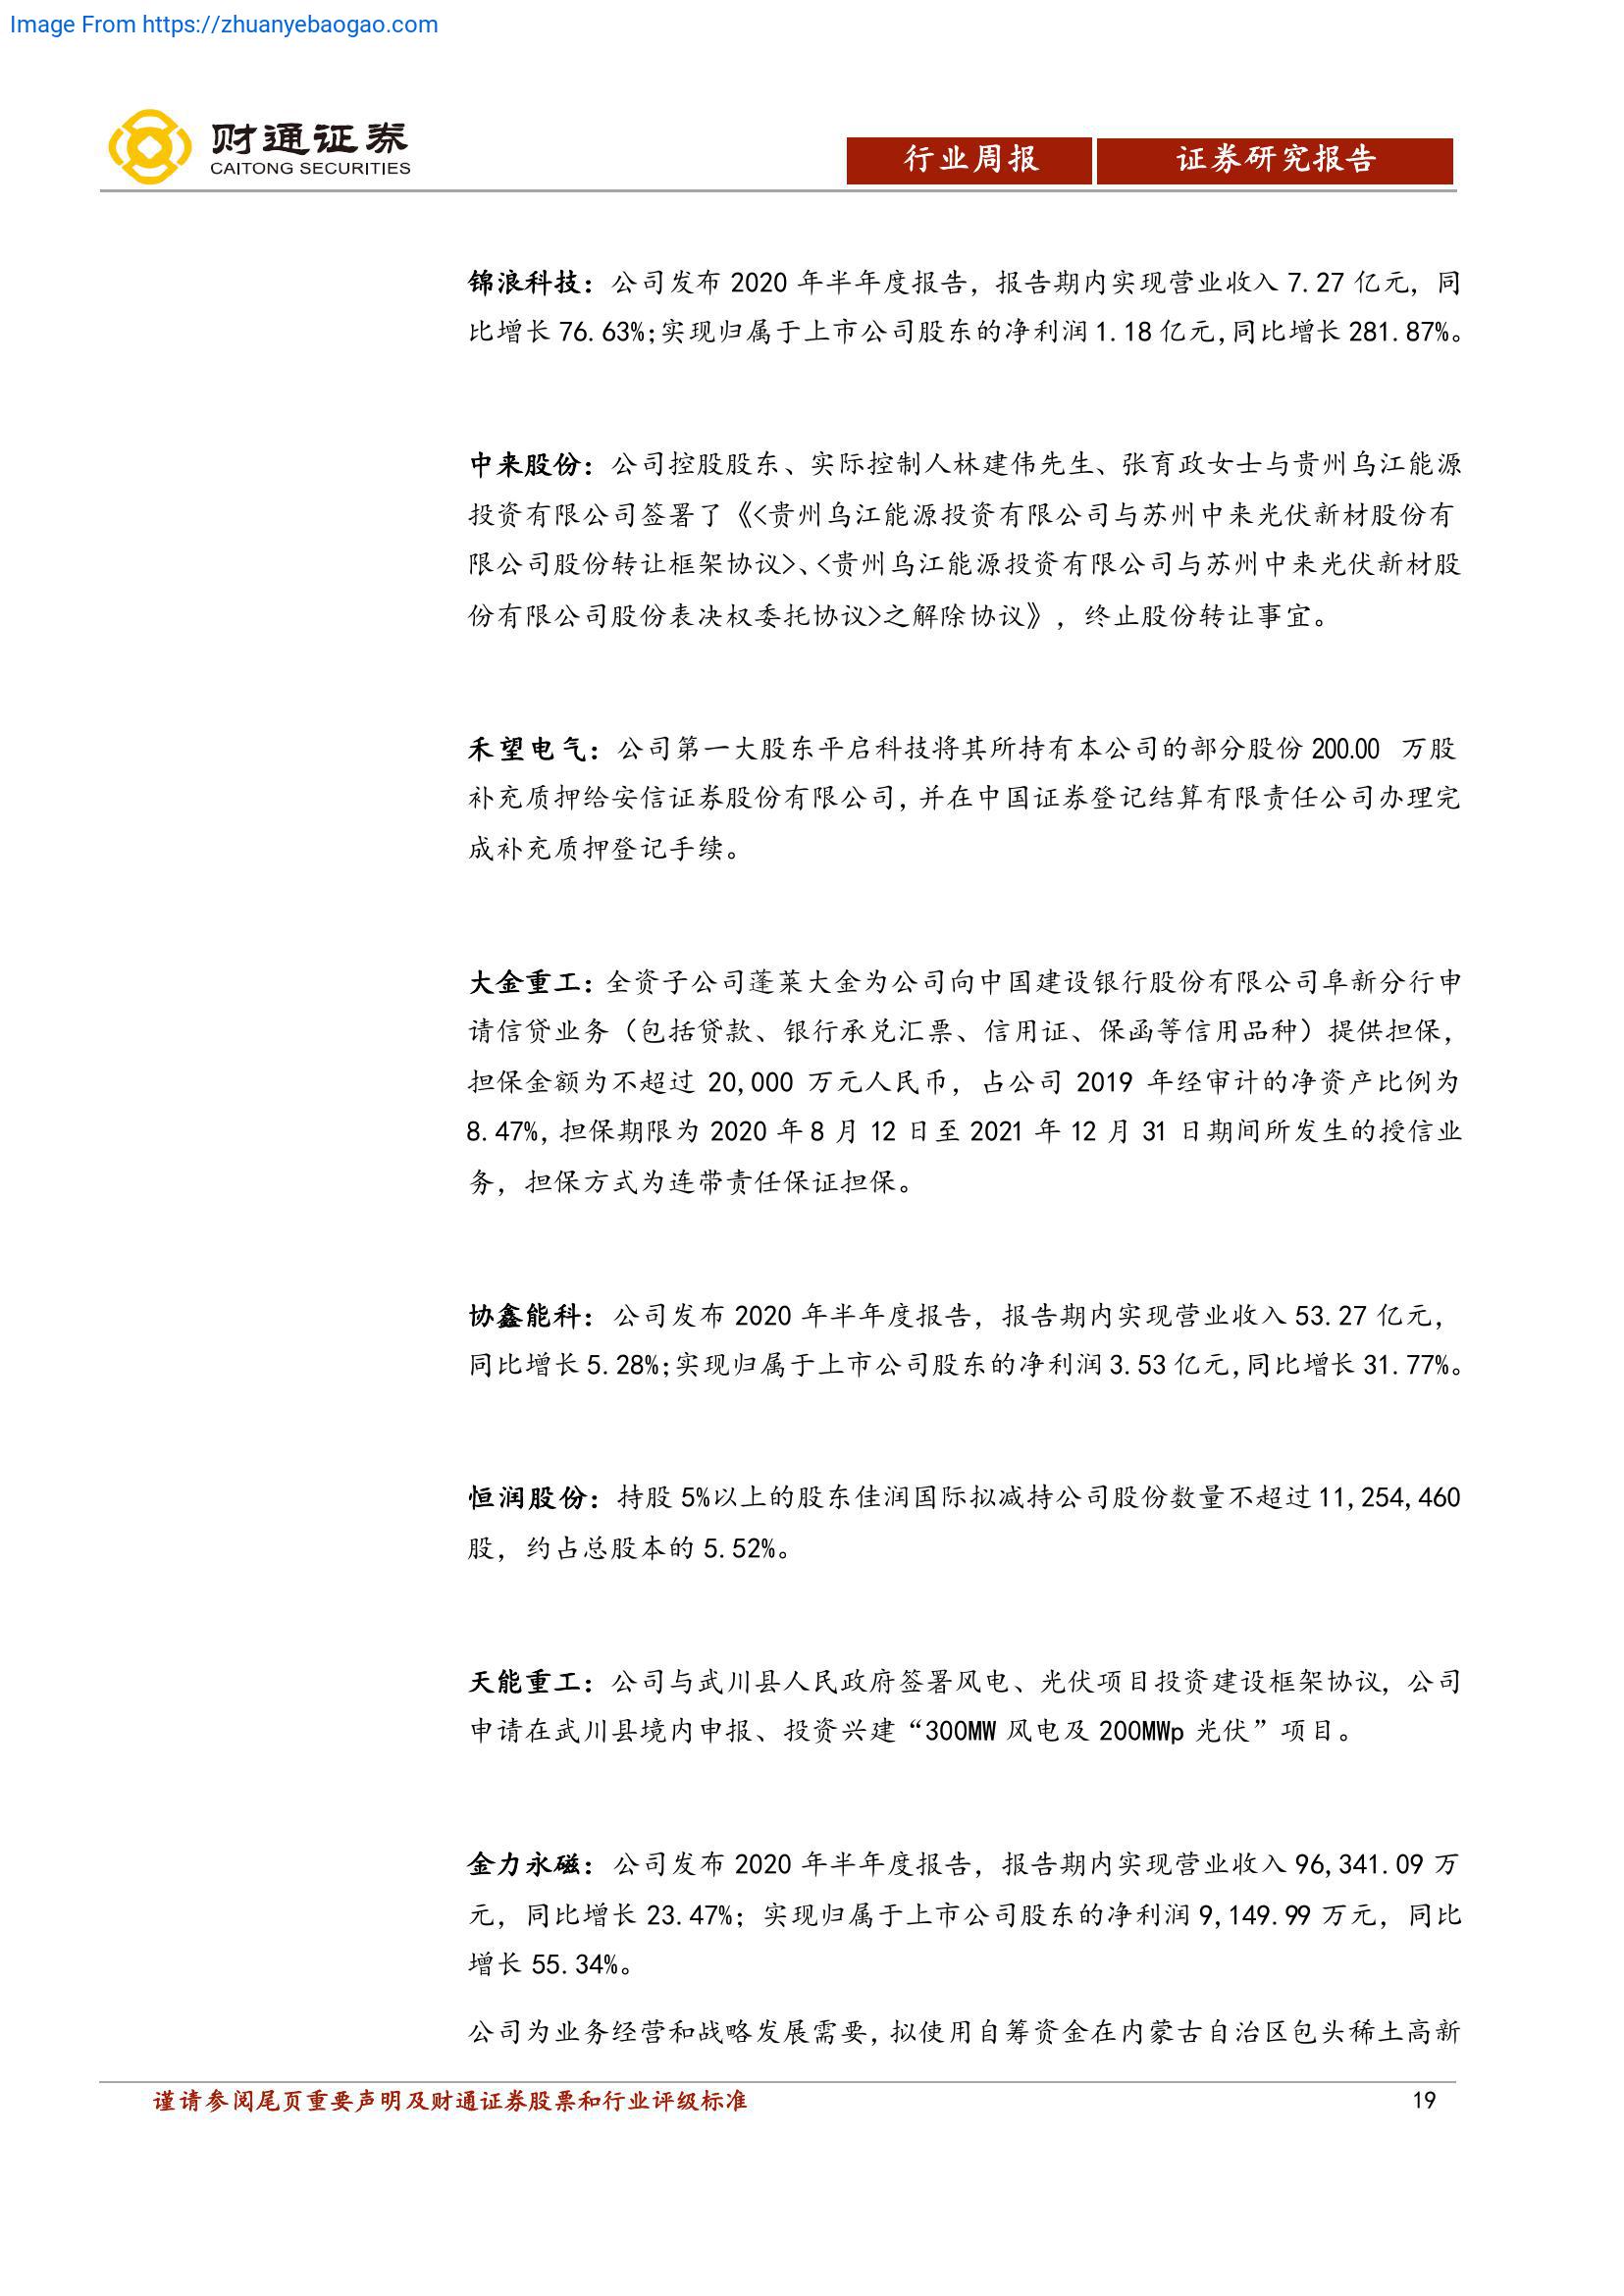 Image From https://zhuanyebaogao.com
财通证券
CAITONG SECURITIES
行业周报
证券研究报告
锦浪科技：公司发布 2020 年半年度报告，报告期内实现营业收入 7.27 亿元，同
比增长 76.63%;实现归属于上市公司股东的净利润 1.18 亿元,同比增长 281.87%。
中来股份：公司控股股东、实际控制人林建伟先生、张育政女士与贵州乌江能源
投资有限公司签署了《<贵州乌江能源投资有限公司与苏州中来光伏新材股份有
限公司股份转让框架协议>、<贵州乌江能源投资有限公司与苏州中来光伏新材股
份有限公司股份表决权委托协议>之解除协议》，终止股份转让事宜。
禾望电气：公司第一大股东平启科技将其所持有本公司的部分股份 200.00 万股
补充质押给安信证券股份有限公司,并在中国证券登记结算有限责任公司办理完
成补充质押登记手续。
大金重工：全资子公司蓬莱大金为公司向中国建设银行股份有限公司阜新分行申
请信贷业务（包括贷款、银行承兑汇票、信用证、保函等信用品种）提供担保，
担保金额为不超过 20,000 万元人民币，占公司 2019 年经审计的净资产比例为
8.47%,担保期限为 2020 年 8 月 12 日至 2021 年 12 月 31 日期间所发生的授信业
务，担保方式为连带责任保证担保。
协鑫能科：公司发布 2020 年半年度报告，报告期内实现营业收入 53.27 亿元，
同比增长 5.28%;实现归属于上市公司股东的净利润 3.53 亿元,同比增长 31.77%。
恒润股份：持股 5%以上的股东佳润国际拟减持公司股份数量不超过 11,254,460
股，约占总股本的 5.52%。
天能重工：公司与武川县人民政府签署风电、光伏项目投资建设框架协议，公司
申请在武川县境内申报、投资兴建“300MW 风电及 200MWp 光伏”项目。
金力永磁：公司发布 2020 年半年度报告，报告期内实现营业收入 96,341.09 万
元，同比增长 23.47%；实现归属于上市公司股东的净利润 9,149.99 万元，同比
增长 55.34%。
公司为业务经营和战略发展需要,拟使用自筹资金在内蒙古自治区包头稀土高新
谨请参阅尾页重要声明及财通证券股票和行业评级标准
19